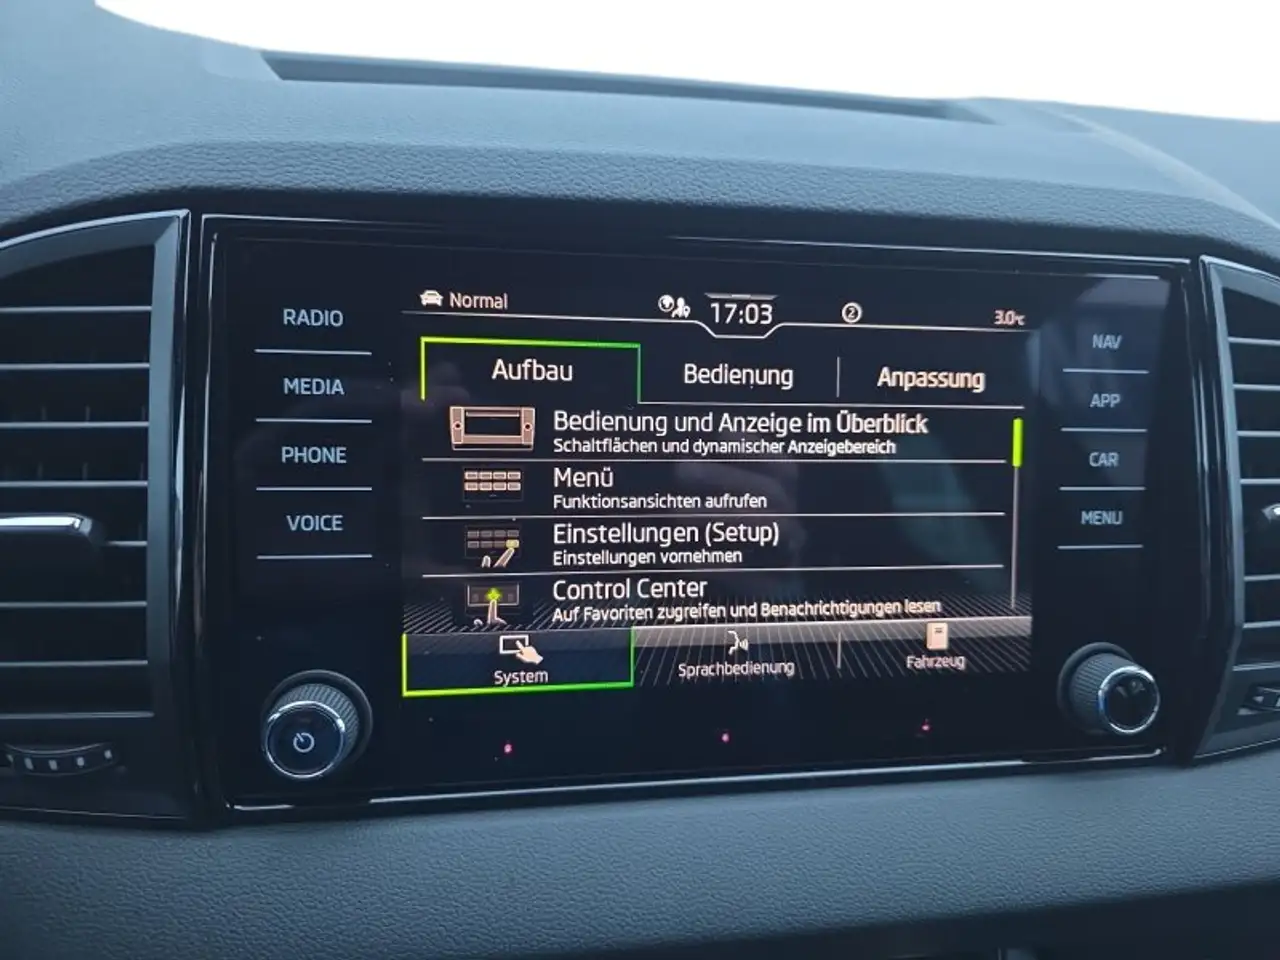 Normal
17:03
2
3.0°C
RADIO
MEDIA
PHONE
VOICE
Aufbau
Bedienung
Anpassung
Bedienung und Anzeige im Überblick
Schaltflächen und dynamischer Anzeigebereich
Menü
Funktionsansichten aufrufen
Einstellungen (Setup)
Einstellungen vornehmen
Control Center
Auf Favoriten zugreifen und Benachrichtigungen lesen
System
Sprachbedienung
Fahrzeug
NAV
APP
CAR
MENU